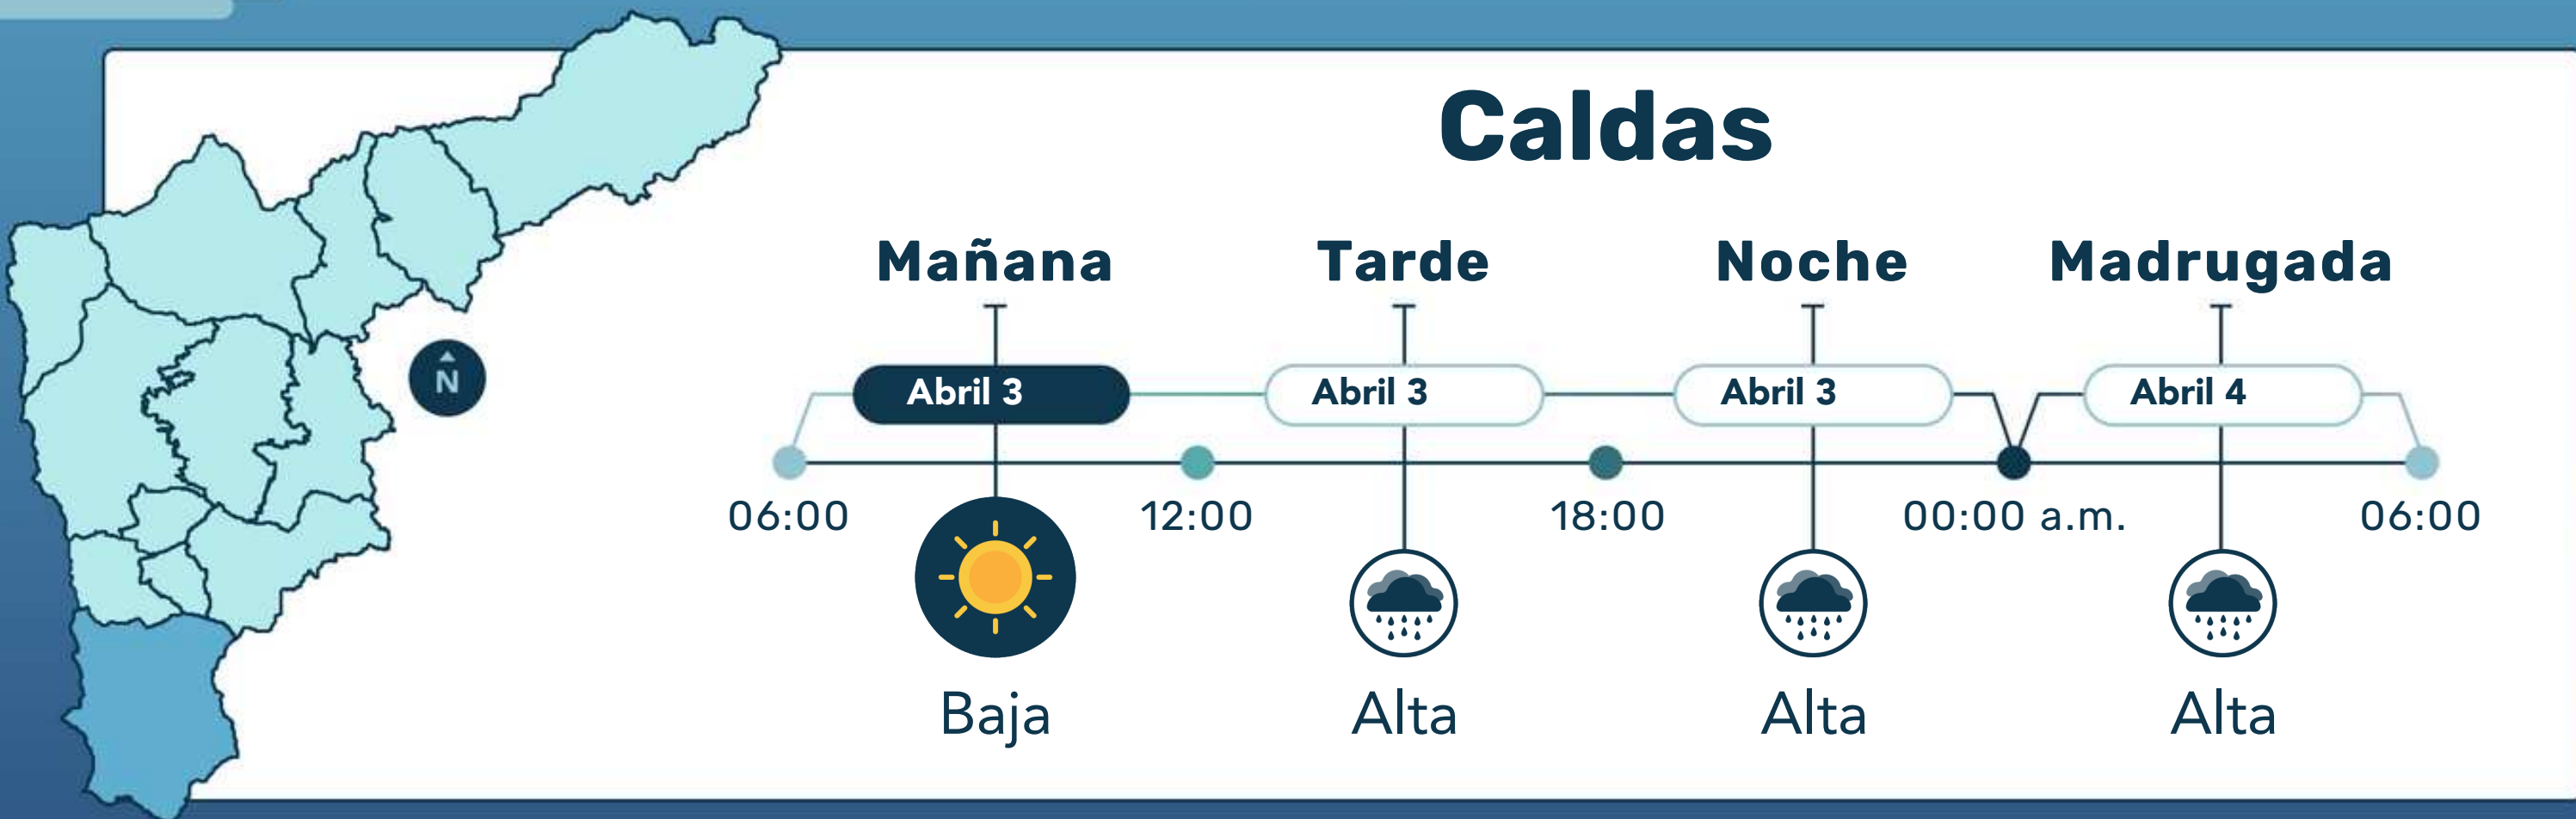 Caldas
Mañana Tarde Noche Madrugada
N
Abril 3 Abril 3 Abril 3 Abril 4
06:00 12:00 18:00 00:00 a.m. 06:00
Baja Alta Alta Alta